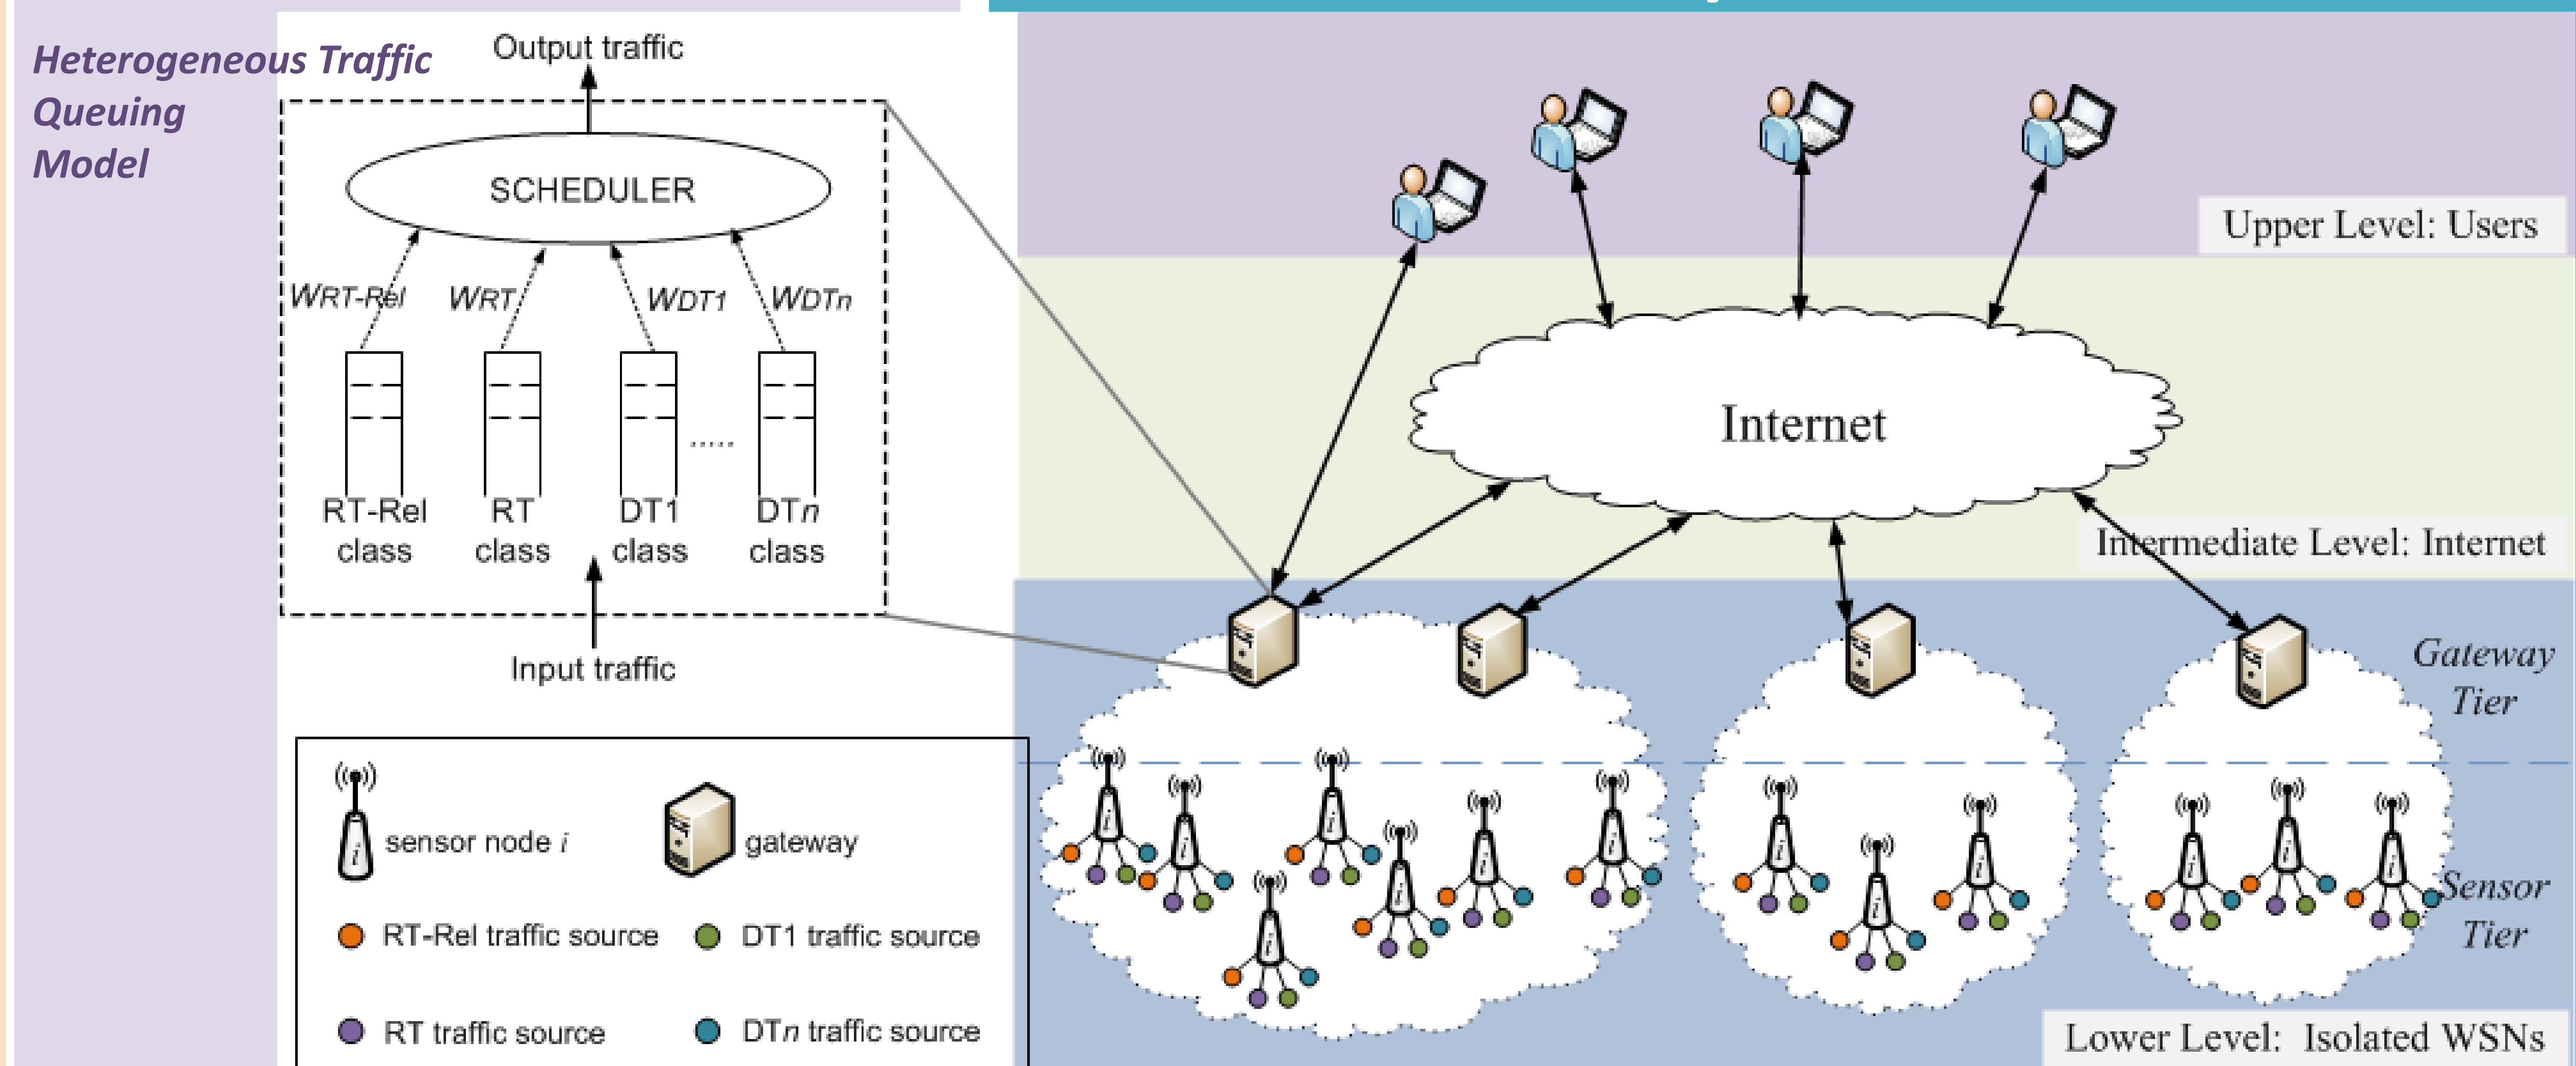 Heterogeneous Traffic
Queuing
Model
Output traffic
SCHEDULER
WRT-Rel
WRT
WDT1
WDTn
.....
RT-Rel class
RT class
DT1 class
DTn class
Input traffic
sensor node i
gateway
RT-Rel traffic source
DT1 traffic source
RT traffic source
DTn traffic source
Upper Level: Users
Internet
Intermediate Level: Internet
Gateway
Tier
i
i
i
i
i
i
i
i
i
i
i
i
i
i
Sensor
Tier
Lower Level: Isolated WSNs